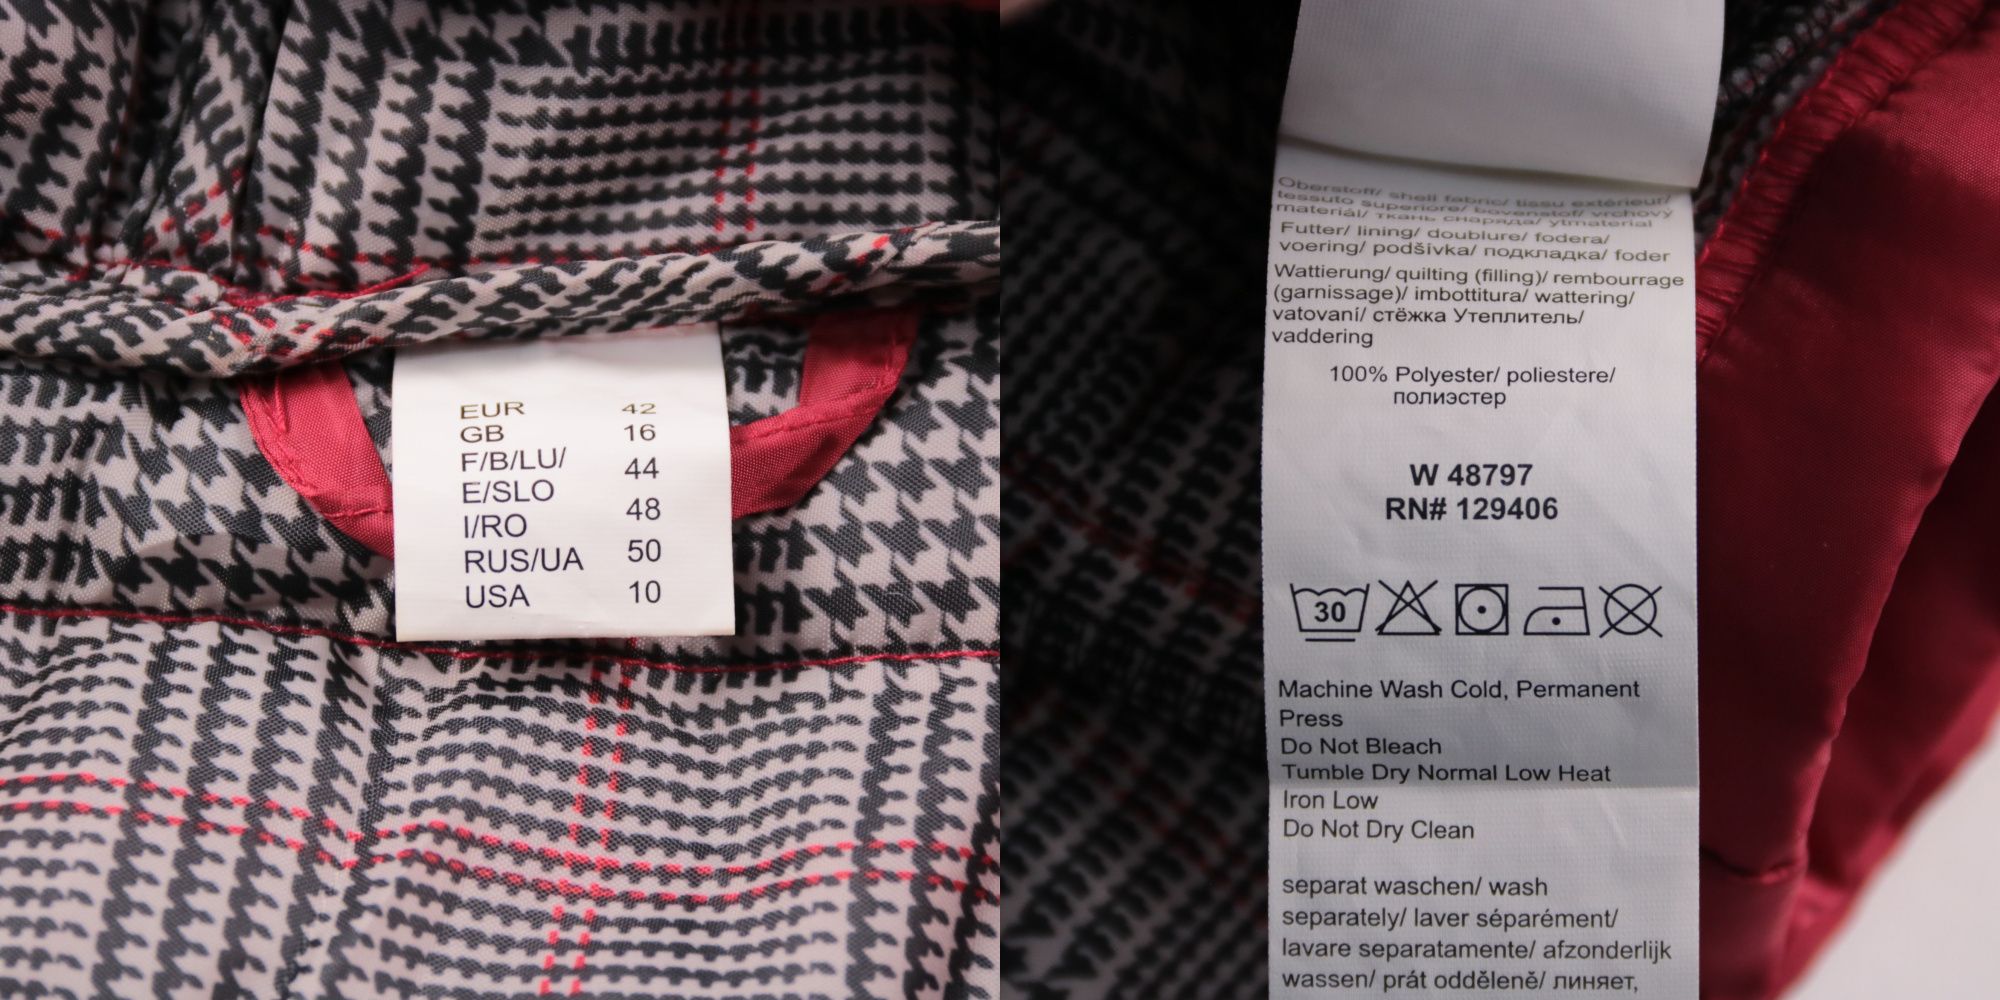 EUR 42
GB 16
F/B/LU/ 44
E/SLO
I/RO 48
RUS/UA 50
USA 10
Oberstoff/ shell fabric/ tissu extérieur/
tessuto superiore/ bovenstof/ vrchový
materiál/ ткань снаряда/ ytmaterial
Futter/ lining/ doublure/ fodera/
voering/ podšívka/ подкладка/ foder
Wattierung/ quilting (filling)/ rembourrage
(garnissage)/ imbottitura/ wattering/
vatovaní/ стёжка Утеплитель/
vaddering
100% Polyester/ poliestere/
полиэстер
W 48797
RN# 129406
30
Machine Wash Cold, Permanent
Press
Do Not Bleach
Tumble Dry Normal Low Heat
Iron Low
Do Not Dry Clean
separat waschen/ wash
separately/ laver séparément/
lavare separatamente/ afzonderlijk
wassen/ prát odděleně/ линяет,